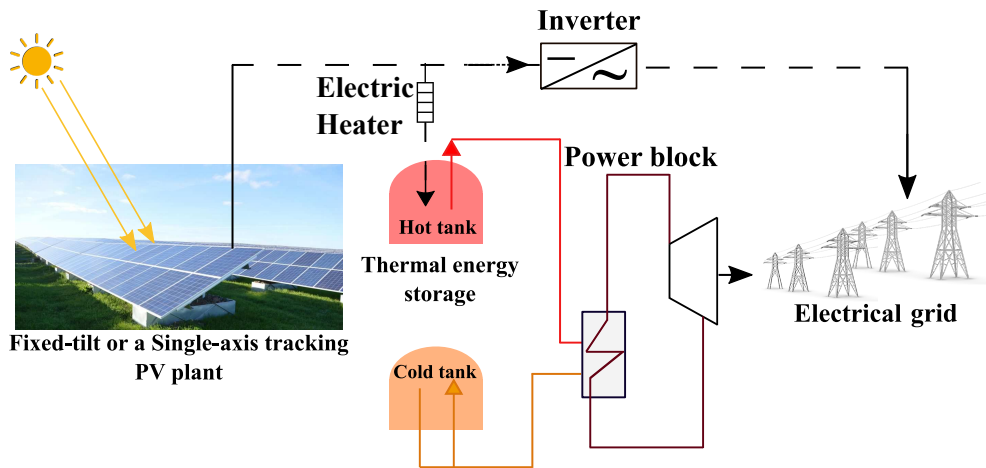 Inverter
Electric
Heater
Power block
Hot tank
Thermal energy
storage
Electrical grid
Fixed-tilt or a Single-axis tracking
PV plant
Cold tank